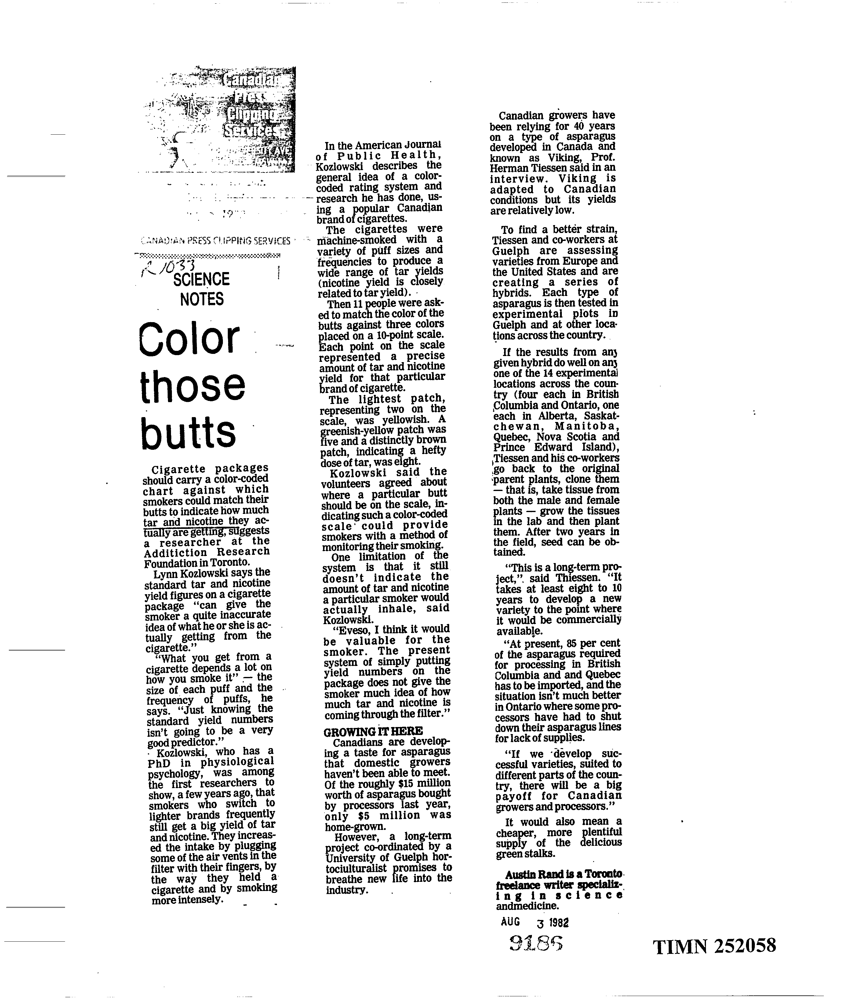 Canadian
Press
Clipping
Services
CANADIAN PRESS CLIPPING SERVICES
1033
SCIENCE
NOTES
Color
those
butts
Cigarette packages
should carry a color-coded
chart against which
smokers could match their
butts to indicate how much
tar and nicotine they ac-
tually are getting, suggests
a researcher at the
Additiction Research
Foundation in Toronto.
Lynn Kozlowski says the
standard tar and nicotine
yield figures on a cigarette
package "can give the
smoker a quite inaccurate
idea of what he or she is ac-
tually getting from the
cigarette."
"What you get from a
cigarette depends a lot on
how you smoke it" — the
size of each puff and the
frequency of puffs, he
says. "Just knowing the
standard yield numbers
isn't going to be a very
good predictor."
Kozlowski, who has a
PhD in physiological
psychology, was among
the first researchers to
show, a few years ago, that
smokers who switch to
lighter brands frequently
still get a big yield of tar
and nicotine. They increas-
ed the intake by plugging
some of the air vents in the
filter with their fingers, by
the way they held a
cigarette and by smoking
more intensely.
In the American Journal
of Public Health,
Kozlowski describes the
general idea of a color-
coded rating system and
research he has done, us-
ing a popular Canadian
brand of cigarettes.
The cigarettes were
machine-smoked with a
variety of puff sizes and
frequencies to produce a
wide range of tar yields
(nicotine yield is closely
related to tar yield).
Then 11 people were ask-
ed to match the color of the
butts against three colors
placed on a 10-point scale.
Each point on the scale
represented a precise
amount of tar and nicotine
yield for that particular
brand of cigarette.
The lightest patch,
representing two on the
scale, was yellowish. A
greenish-yellow patch was
five and a distinctly brown
patch, indicating a hefty
dose of tar, was eight.
Kozlowski said the
volunteers agreed about
where a particular butt
should be on the scale, in-
dicating such a color-coded
scale could provide
smokers with a method of
monitoring their smoking.
One limitation of the
system is that it still
doesn't indicate the
amount of tar and nicotine
a particular smoker would
actually inhale, said
Kozlowski.
"Eveso, I think it would
be valuable for the
smoker. The present
system of simply putting
yield numbers on the
package does not give the
smoker much idea of how
much tar and nicotine is
coming through the filter."
GROWING IT HERE
Canadians are develop-
ing a taste for asparagus
that domestic growers
haven't been able to meet.
Of the roughly $15 million
worth of asparagus bought
by processors last year,
only $5 million was
home-grown.
However, a long-term
project co-ordinated by a
University of Guelph hor-
tociulturalist promises to
breathe new life into the
industry.
Canadian growers have
been relying for 40 years
on a type of asparagus
developed in Canada and
known as Viking, Prof.
Herman Tiessen said in an
interview. Viking is
adapted to Canadian
conditions but its yields
are relatively low.
To find a better strain,
Tiessen and co-workers at
Guelph are assessing
varieties from Europe and
the United States and are
creating a series of
hybrids. Each type of
asparagus is then tested in
experimental plots in
Guelph and at other loca-
tions across the country.
If the results from any
given hybrid do well on any
one of the 14 experimental
locations across the coun-
try (four each in British
Columbia and Ontario, one
each in Alberta, Saskat-
chewan, Manitoba,
Quebec, Nova Scotia and
Prince Edward Island),
Tiessen and his co-workers
go back to the original
parent plants, clone them
— that is, take tissue from
both the male and female
plants — grow the tissues
in the lab and then plant
them. After two years in
the field, seed can be ob-
tained.
"This is a long-term pro-
ject," said Thiessen. "It
takes at least eight to 10
years to develop a new
variety to the point where
it would be commercially
available.
"At present, 85 per cent
of the asparagus required
for processing in British
Columbia and and Quebec
has to be imported, and the
situation isn't much better
in Ontario where some pro-
cessors have had to shut
down their asparagus lines
for lack of supplies.
"If we develop suc-
cessful varieties, suited to
different parts of the coun-
try, there will be a big
payoff for Canadian
growers and processors."
It would also mean a
cheaper, more plentiful
supply of the delicious
green stalks.
Austin Rand is a Toronto
freelance writer specializ-
ing in science
andmedicine.
AUG 3 1982
9186
TIMN 252058